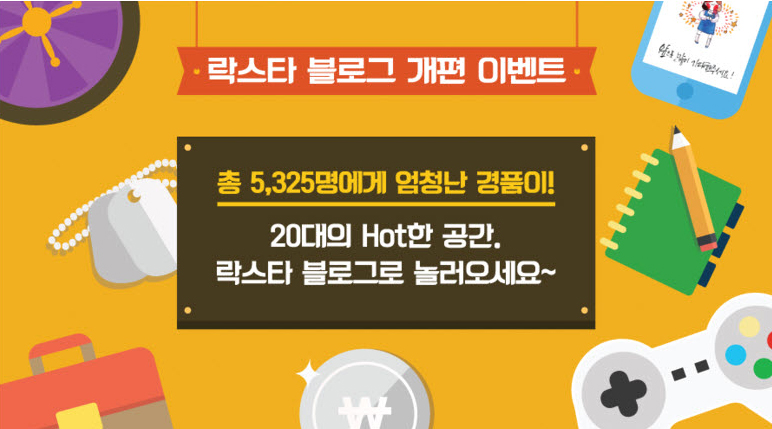 락스타 블로그 개편 이벤트
총 5,325명에게 엄청난 경품이!
20대의 Hot한 공간.
락스타 블로그로 놀러오세요~
₩